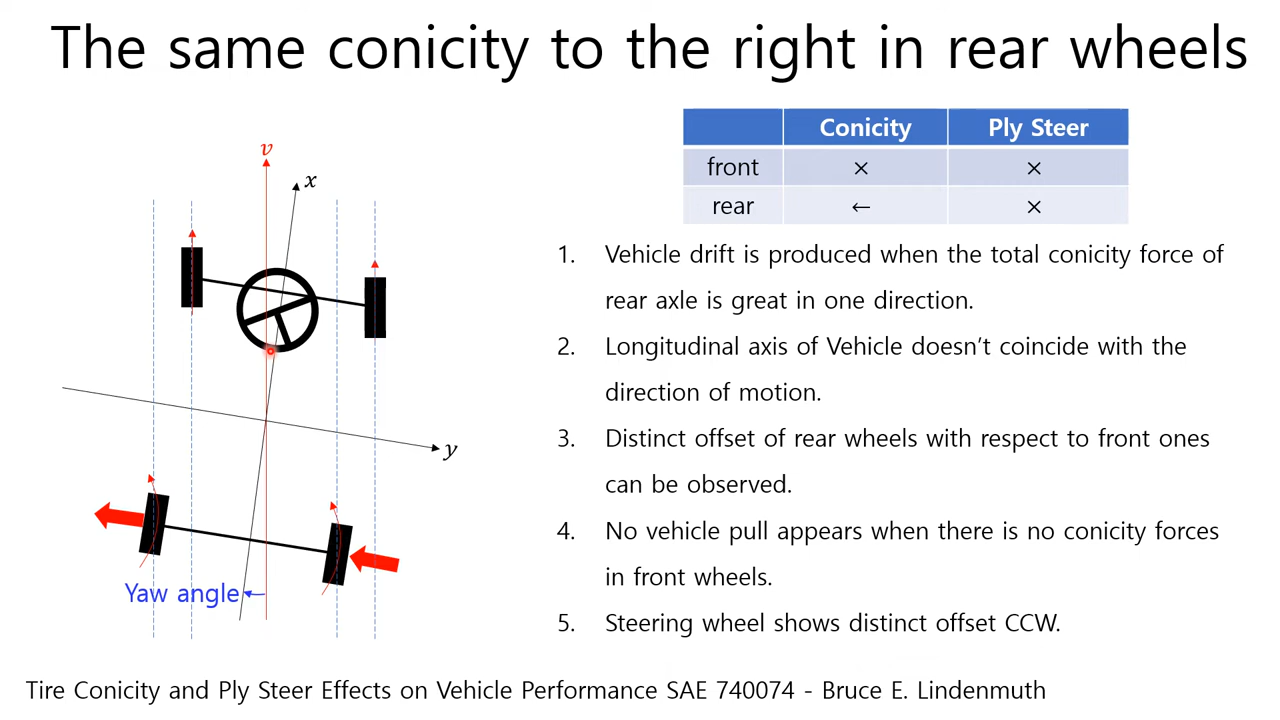 The same conicity to the right in rear wheels
v
x
y
Yaw angle
Conicity Ply Steer
front × ×
rear ← ×
1. Vehicle drift is produced when the total conicity force of
rear axle is great in one direction.
2. Longitudinal axis of Vehicle doesn't coincide with the
direction of motion.
3. Distinct offset of rear wheels with respect to front ones
can be observed.
4. No vehicle pull appears when there is no conicity forces
in front wheels.
5. Steering wheel shows distinct offset CCW.
Tire Conicity and Ply Steer Effects on Vehicle Performance SAE 740074 - Bruce E. Lindenmuth